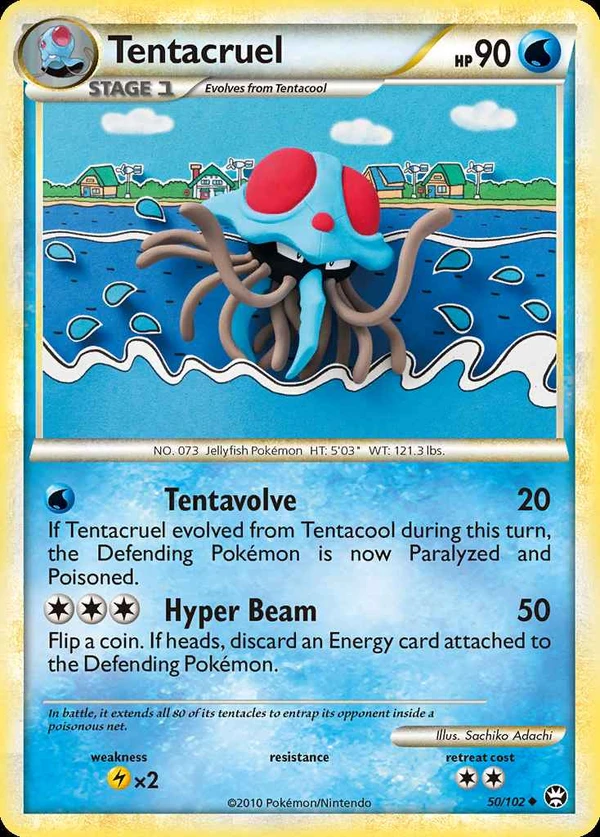 Tentacruel
HP 90
STAGE 1
Evolves from Tentacool
NO. 073 Jellyfish Pokémon HT: 5'03" WT: 121.3 lbs.
Tentavolve 20
If Tentacruel evolved from Tentacool during this turn,
the Defending Pokémon is now Paralyzed and
Poisoned.
Hyper Beam 50
Flip a coin. If heads, discard an Energy card attached to
the Defending Pokémon.
In battle, it extends all 80 of its tentacles to entrap its opponent inside a
poisonous net.
Illus. Sachiko Adachi
weakness resistance retreat cost
×2
©2010 Pokémon/Nintendo 50/102